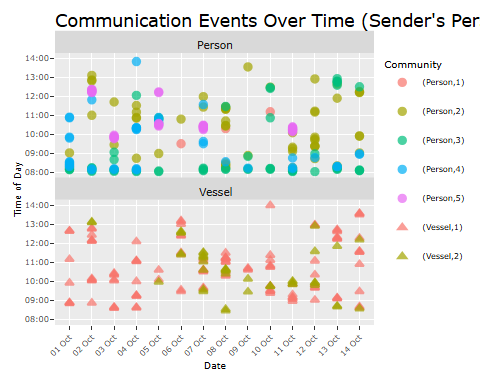 Communication Events Over Time (Sender's Per
Person
14:00
13:00
12:00
11:00
10:00
09:00
08:00
Vessel
14:00
13:00
12:00
11:00
10:00
09:00
08:00
Time of Day
01 Oct
02 Oct
03 Oct
04 Oct
05 Oct
06 Oct
07 Oct
08 Oct
09 Oct
10 Oct
11 Oct
12 Oct
13 Oct
14 Oct
Date
Community
(Person,1)
(Person,2)
(Person,3)
(Person,4)
(Person,5)
(Vessel,1)
(Vessel,2)